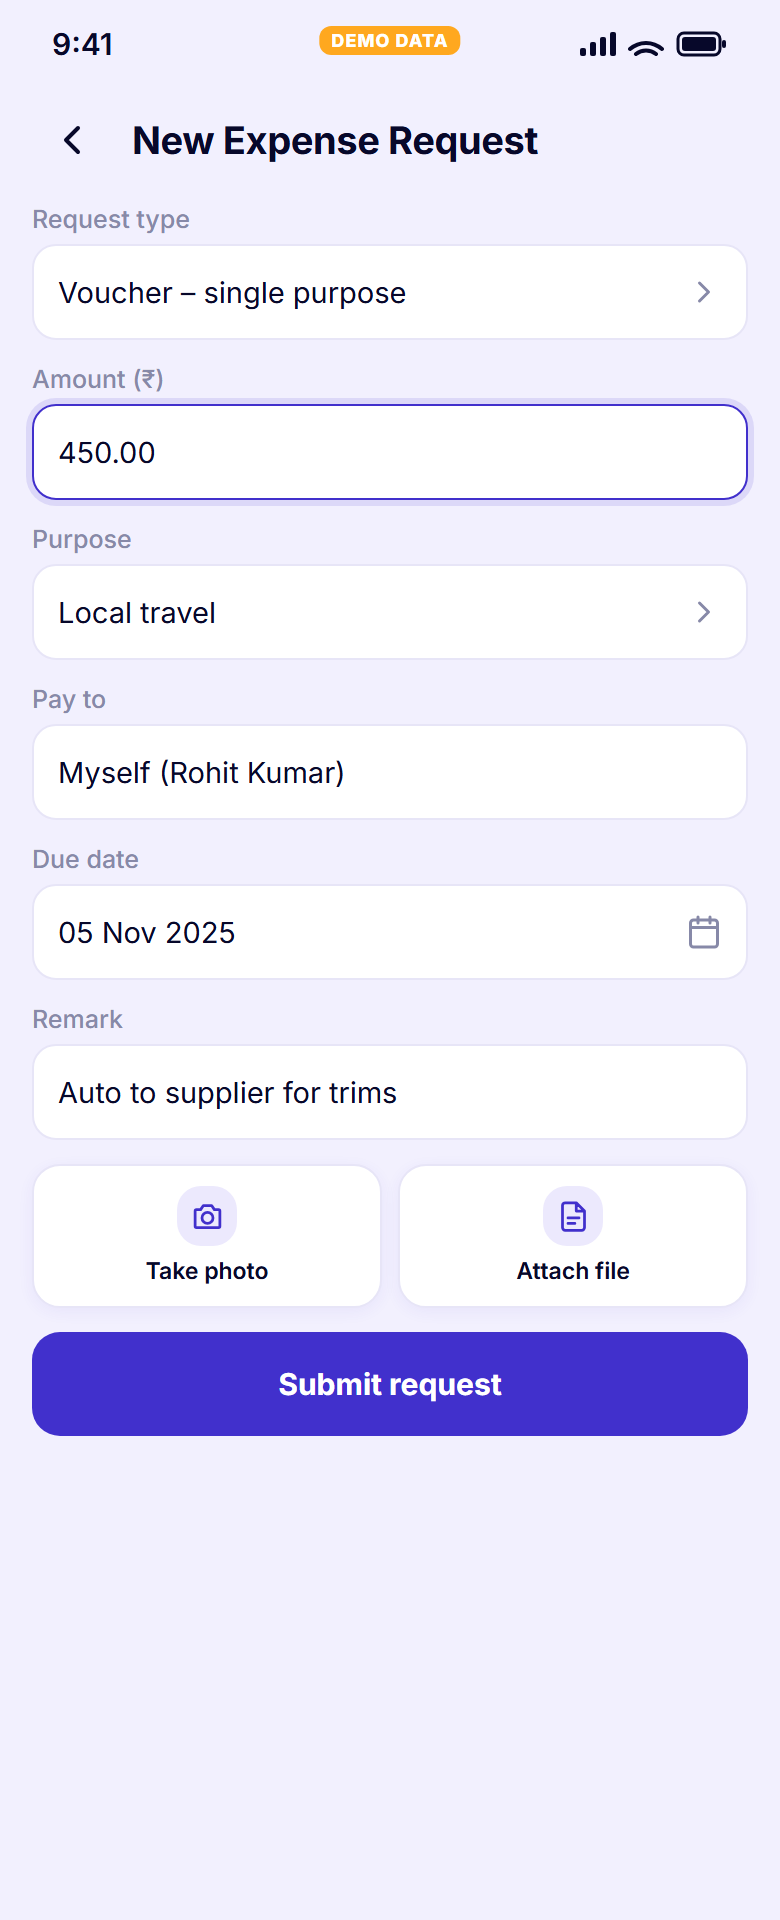 9:41
DEMO DATA
New Expense Request
Request type
Voucher – single purpose
Amount (₹)
450.00
Purpose
Local travel
Pay to
Myself (Rohit Kumar)
Due date
05 Nov 2025
Remark
Auto to supplier for trims
Take photo
Attach file
Submit request